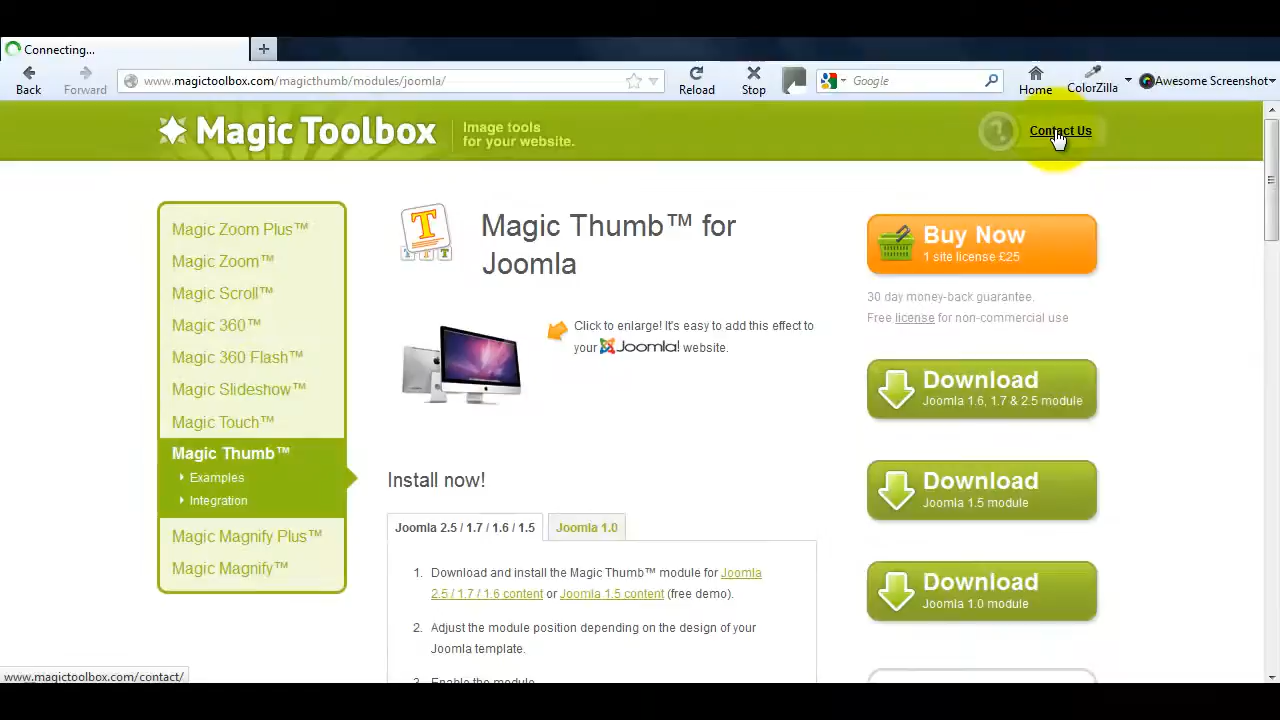 Connecting...
Back
Forward
www.magictoolbox.com/magicthumb/modules/joomla/
Reload
Stop
Google
Home
ColorZilla
Awesome Screenshot
Magic Toolbox
Image tools
for your website.
Contact Us
Magic Zoom Plus™
Magic Zoom™
Magic Scroll™
Magic 360™
Magic 360 Flash™
Magic Slideshow™
Magic Touch™
Magic Thumb™
Examples
Integration
Magic Magnify Plus™
Magic Magnify™
T
Magic Thumb™ for
Joomla
Click to enlarge! It's easy to add this effect to
your Joomla! website.
Install now!
Joomla 2.5 / 1.7 / 1.6 / 1.5
Joomla 1.0
1. Download and install the Magic Thumb™ module for Joomla
2.5 / 1.7 / 1.6 content or Joomla 1.5 content (free demo).
2. Adjust the module position depending on the design of your
Joomla template.
3. Enable the module.
Buy Now
1 site license £25
30 day money-back guarantee.
Free license for non-commercial use
Download
Joomla 1.6, 1.7 & 2.5 module
Download
Joomla 1.5 module
Download
Joomla 1.0 module
www.magictoolbox.com/contact/